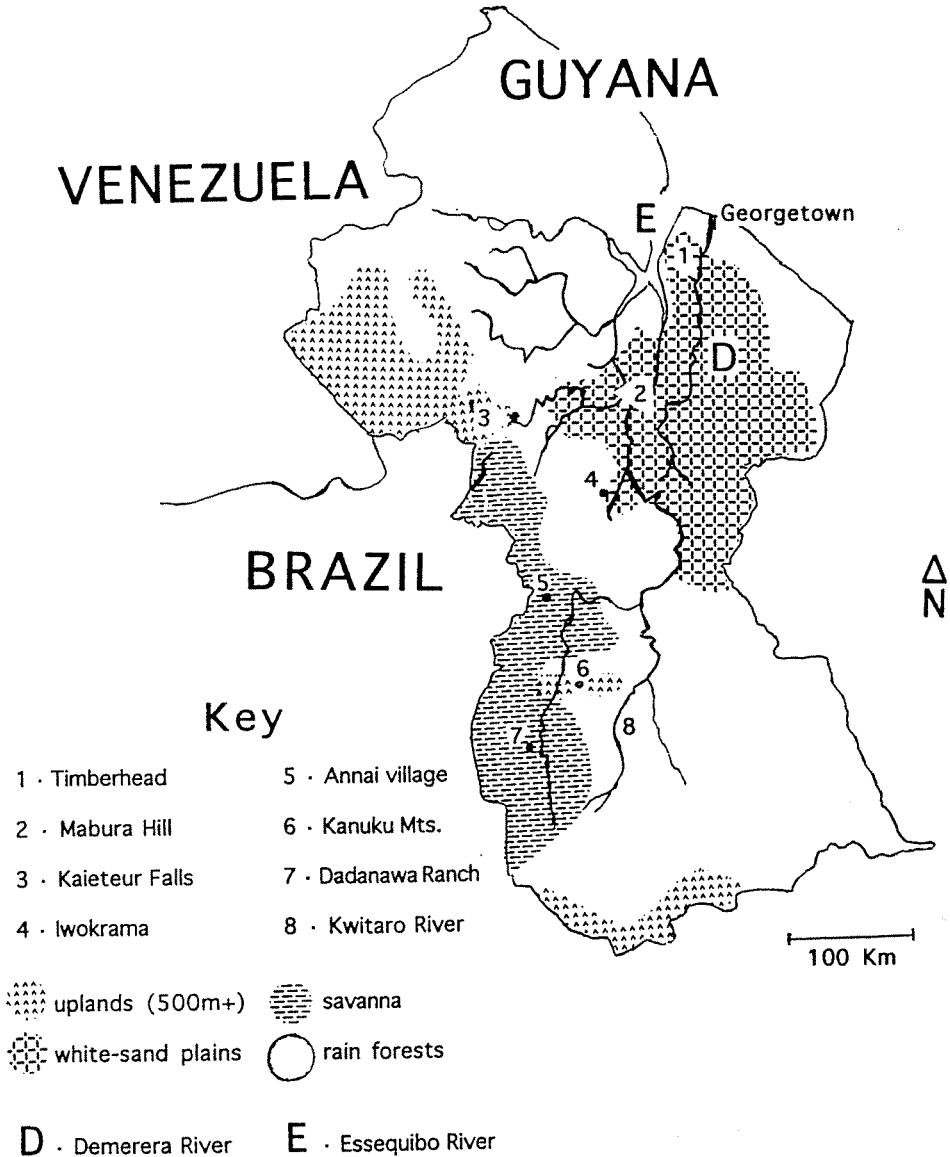 GUYANA
VENEZUELA
E
Georgetown
1
D
2
3
4
BRAZIL
Δ
N
5
6
7
8
Key
1 · Timberhead
2 · Mabura Hill
3 · Kaieteur Falls
4 · Iwokrama
5 · Annai village
6 · Kanuku Mts.
7 · Dadanawa Ranch
8 · Kwitaro River
100 Km
uplands (500m+)
savanna
white-sand plains
rain forests
D · Demerera River
E · Essequibo River